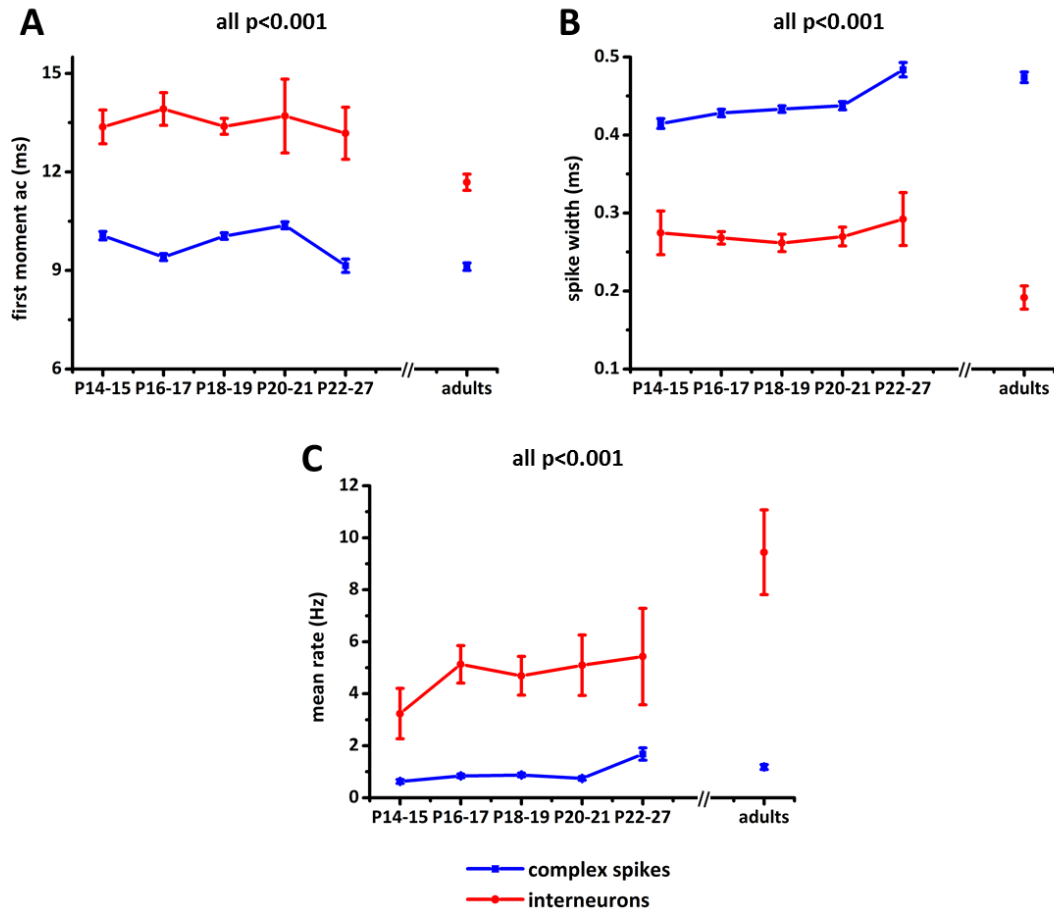 A
all p<0.001
first moment ac (ms)
15
12
9
6
P14-15 P16-17 P18-19 P20-21 P22-27 // adults
B
all p<0.001
spike width (ms)
0.5
0.4
0.3
0.2
0.1
P14-15 P16-17 P18-19 P20-21 P22-27 // adults
C
all p<0.001
mean rate (Hz)
12
10
8
6
4
2
0
P14-15 P16-17 P18-19 P20-21 P22-27 // adults
complex spikes
interneurons